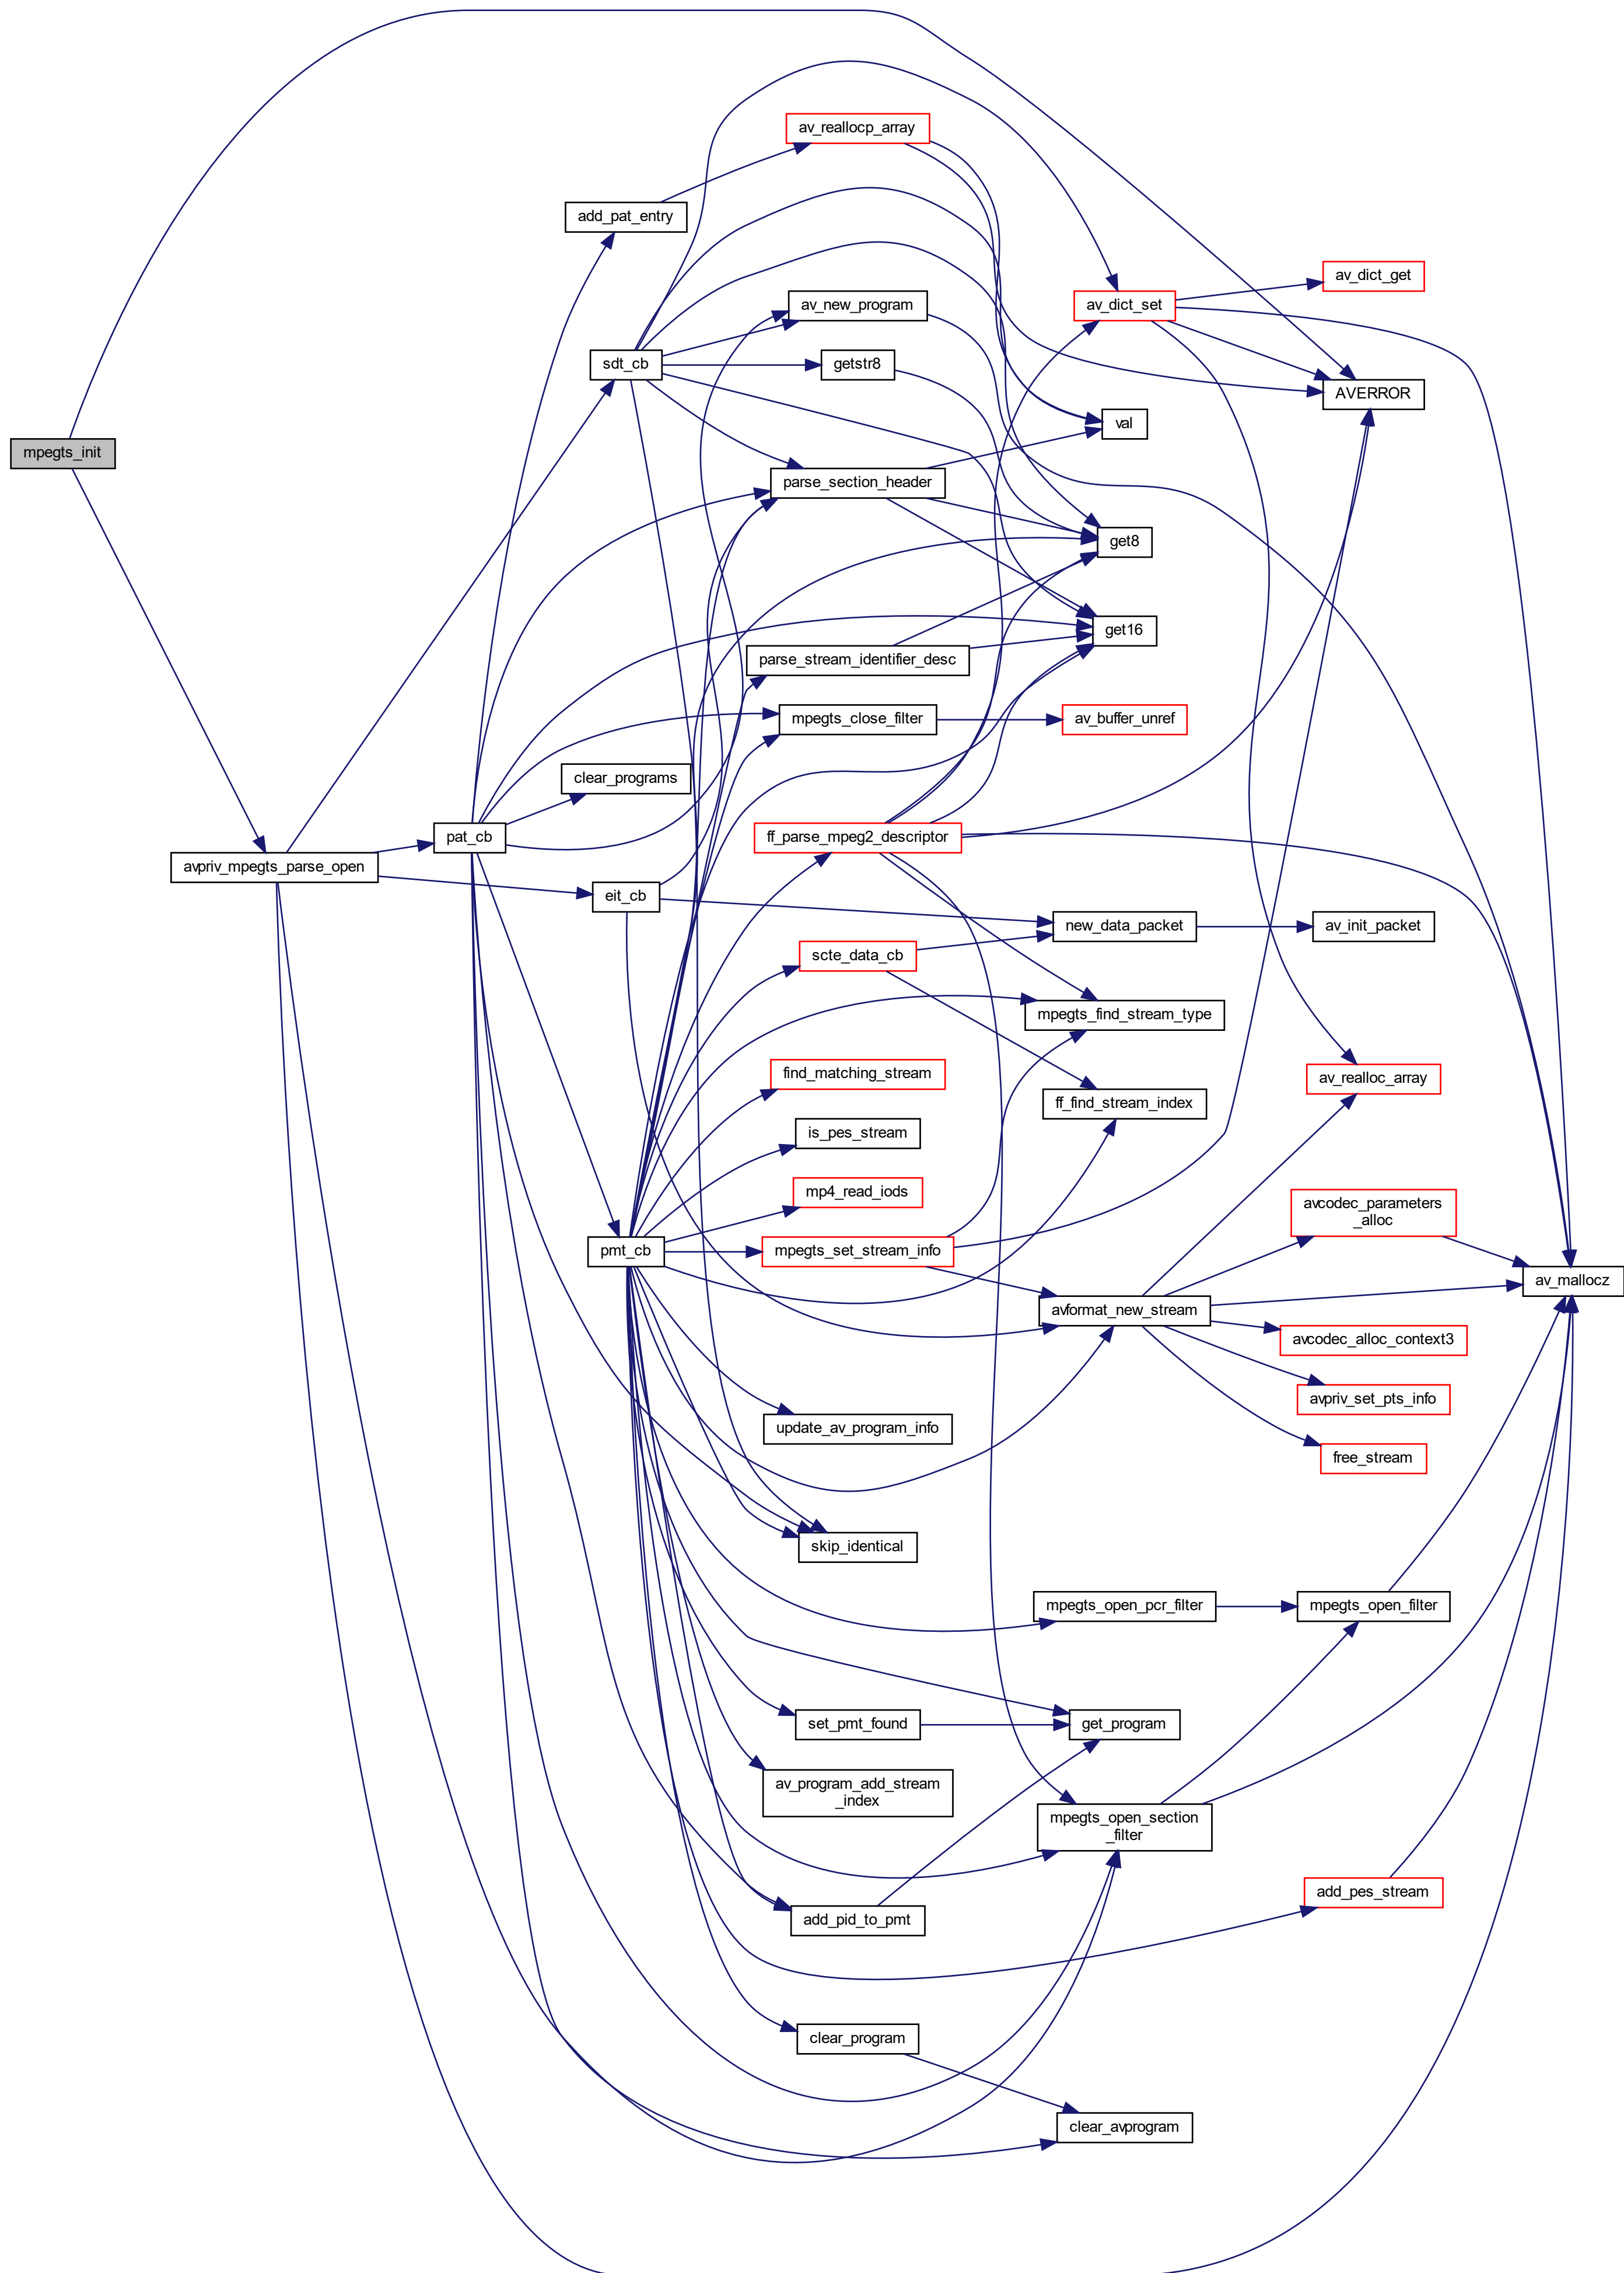 mpegts_init
avpriv_mpegts_parse_open
pat_cb
add_pat_entry
sdt_cb
clear_programs
eit_cb
pmt_cb
av_reallocp_array
av_new_program
getstr8
parse_section_header
parse_stream_identifier_desc
mpegts_close_filter
ff_parse_mpeg2_descriptor
scte_data_cb
find_matching_stream
is_pes_stream
mp4_read_iods
mpegts_set_stream_info
update_av_program_info
skip_identical
set_pmt_found
av_program_add_stream
_index
add_pid_to_pmt
clear_program
av_dict_set
val
get8
get16
av_buffer_unref
new_data_packet
mpegts_find_stream_type
ff_find_stream_index
avformat_new_stream
mpegts_open_pcr_filter
get_program
mpegts_open_section
_filter
clear_avprogram
av_dict_get
AVERROR
av_init_packet
av_realloc_array
avcodec_parameters
_alloc
avcodec_alloc_context3
avpriv_set_pts_info
free_stream
mpegts_open_filter
add_pes_stream
av_mallocz